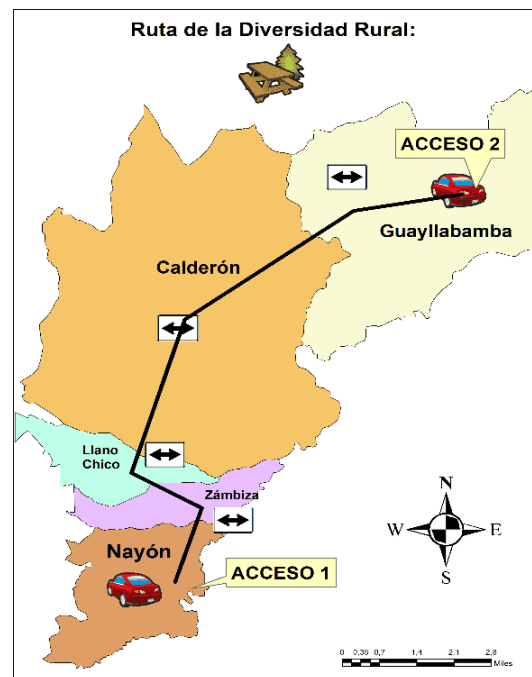 Ruta de la Diversidad Rural:
ACCESO 2
Guayllabamba
Calderón
Llano
Chico
Zámbiza
Nayón
ACCESO 1
N
W
E
S
0 0,35 0,7 1,4 2,1 2,8
Miles